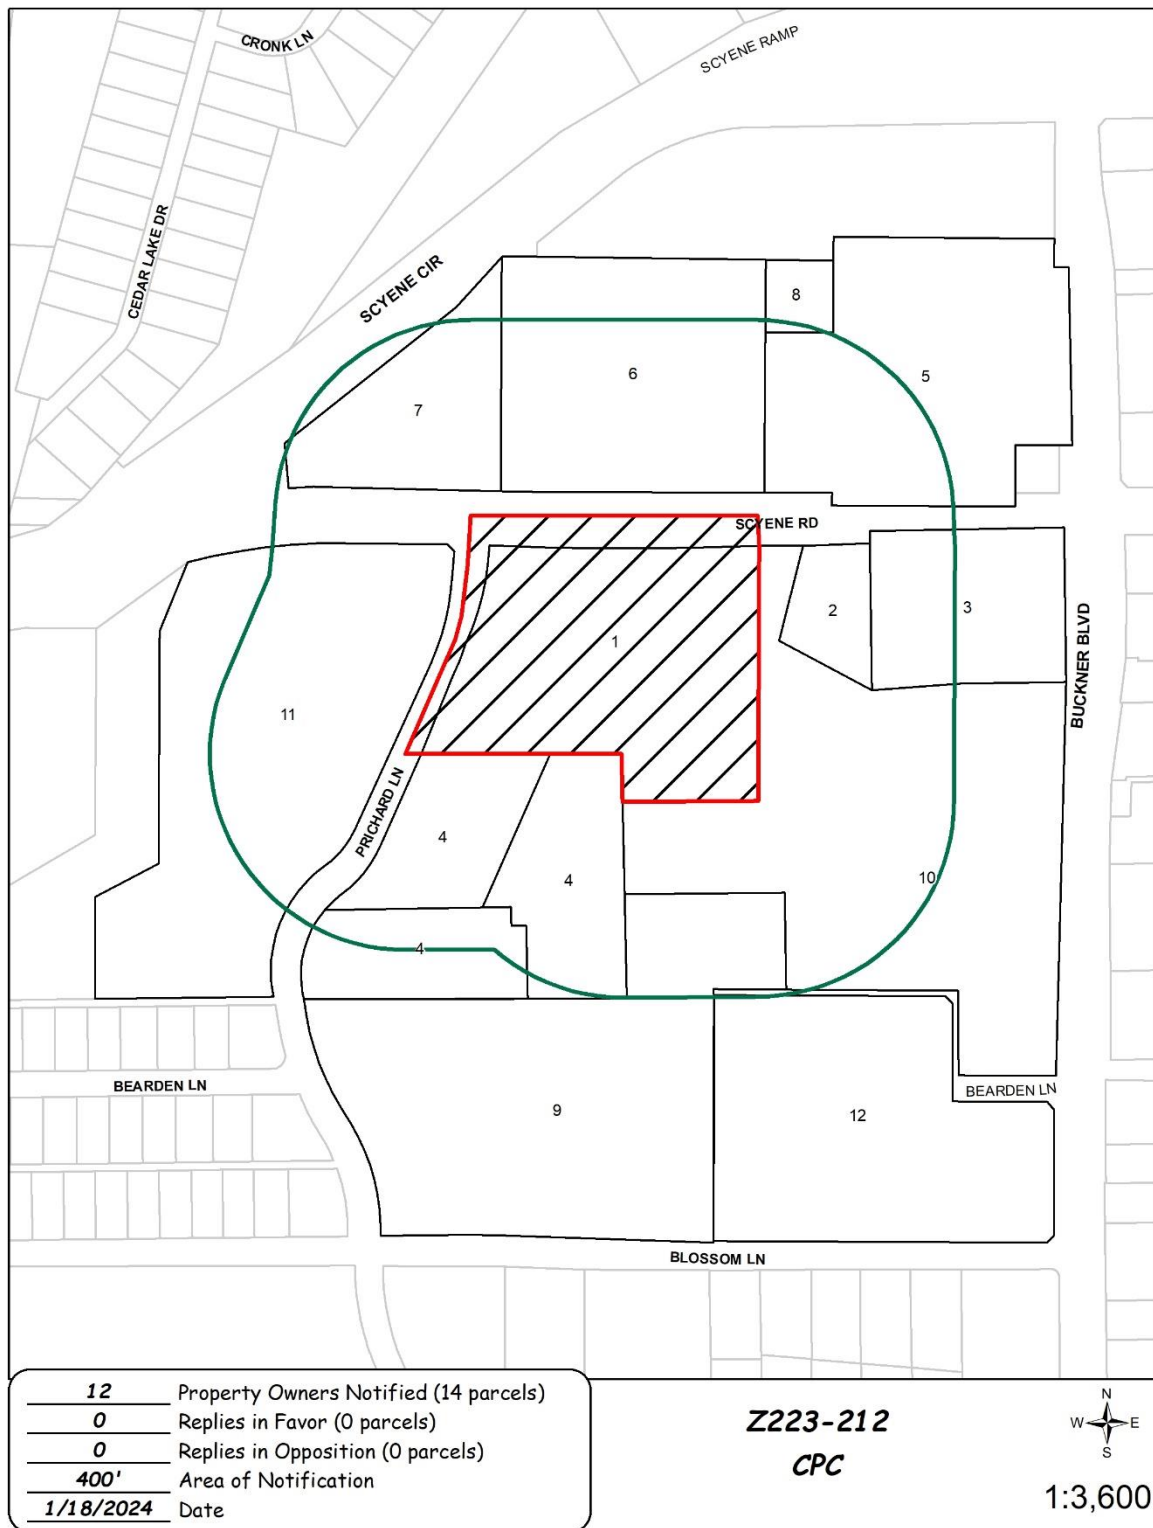 CRONK LN
SCYENE RAMP
CEDAR LAKE DR
SCYENE CIR
8
6
5
7
SCYENE RD
2
3
1
BUCKNER BLVD
11
PRICHARD LN
4
4
10
4
BEARDEN LN
BEARDEN LN
9
12
BLOSSOM LN
12 Property Owners Notified (14 parcels)
0 Replies in Favor (0 parcels)
0 Replies in Opposition (0 parcels)
400' Area of Notification
1/18/2024 Date
Z223-212
CPC
N
W E
S
1:3,600